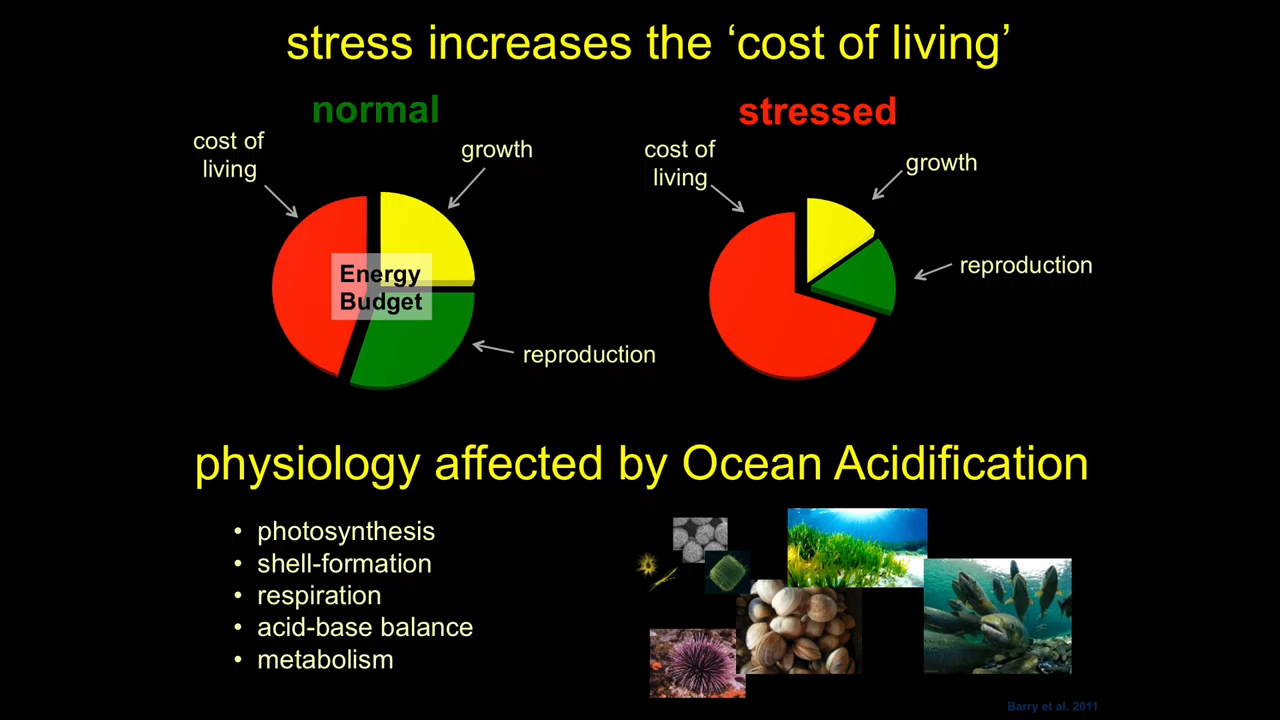 stress increases the ‘cost of living’
normal
stressed
cost of
living
growth
Energy
Budget
reproduction
cost of
living
growth
reproduction
physiology affected by Ocean Acidification
• photosynthesis
• shell-formation
• respiration
• acid-base balance
• metabolism
Barry et al. 2011